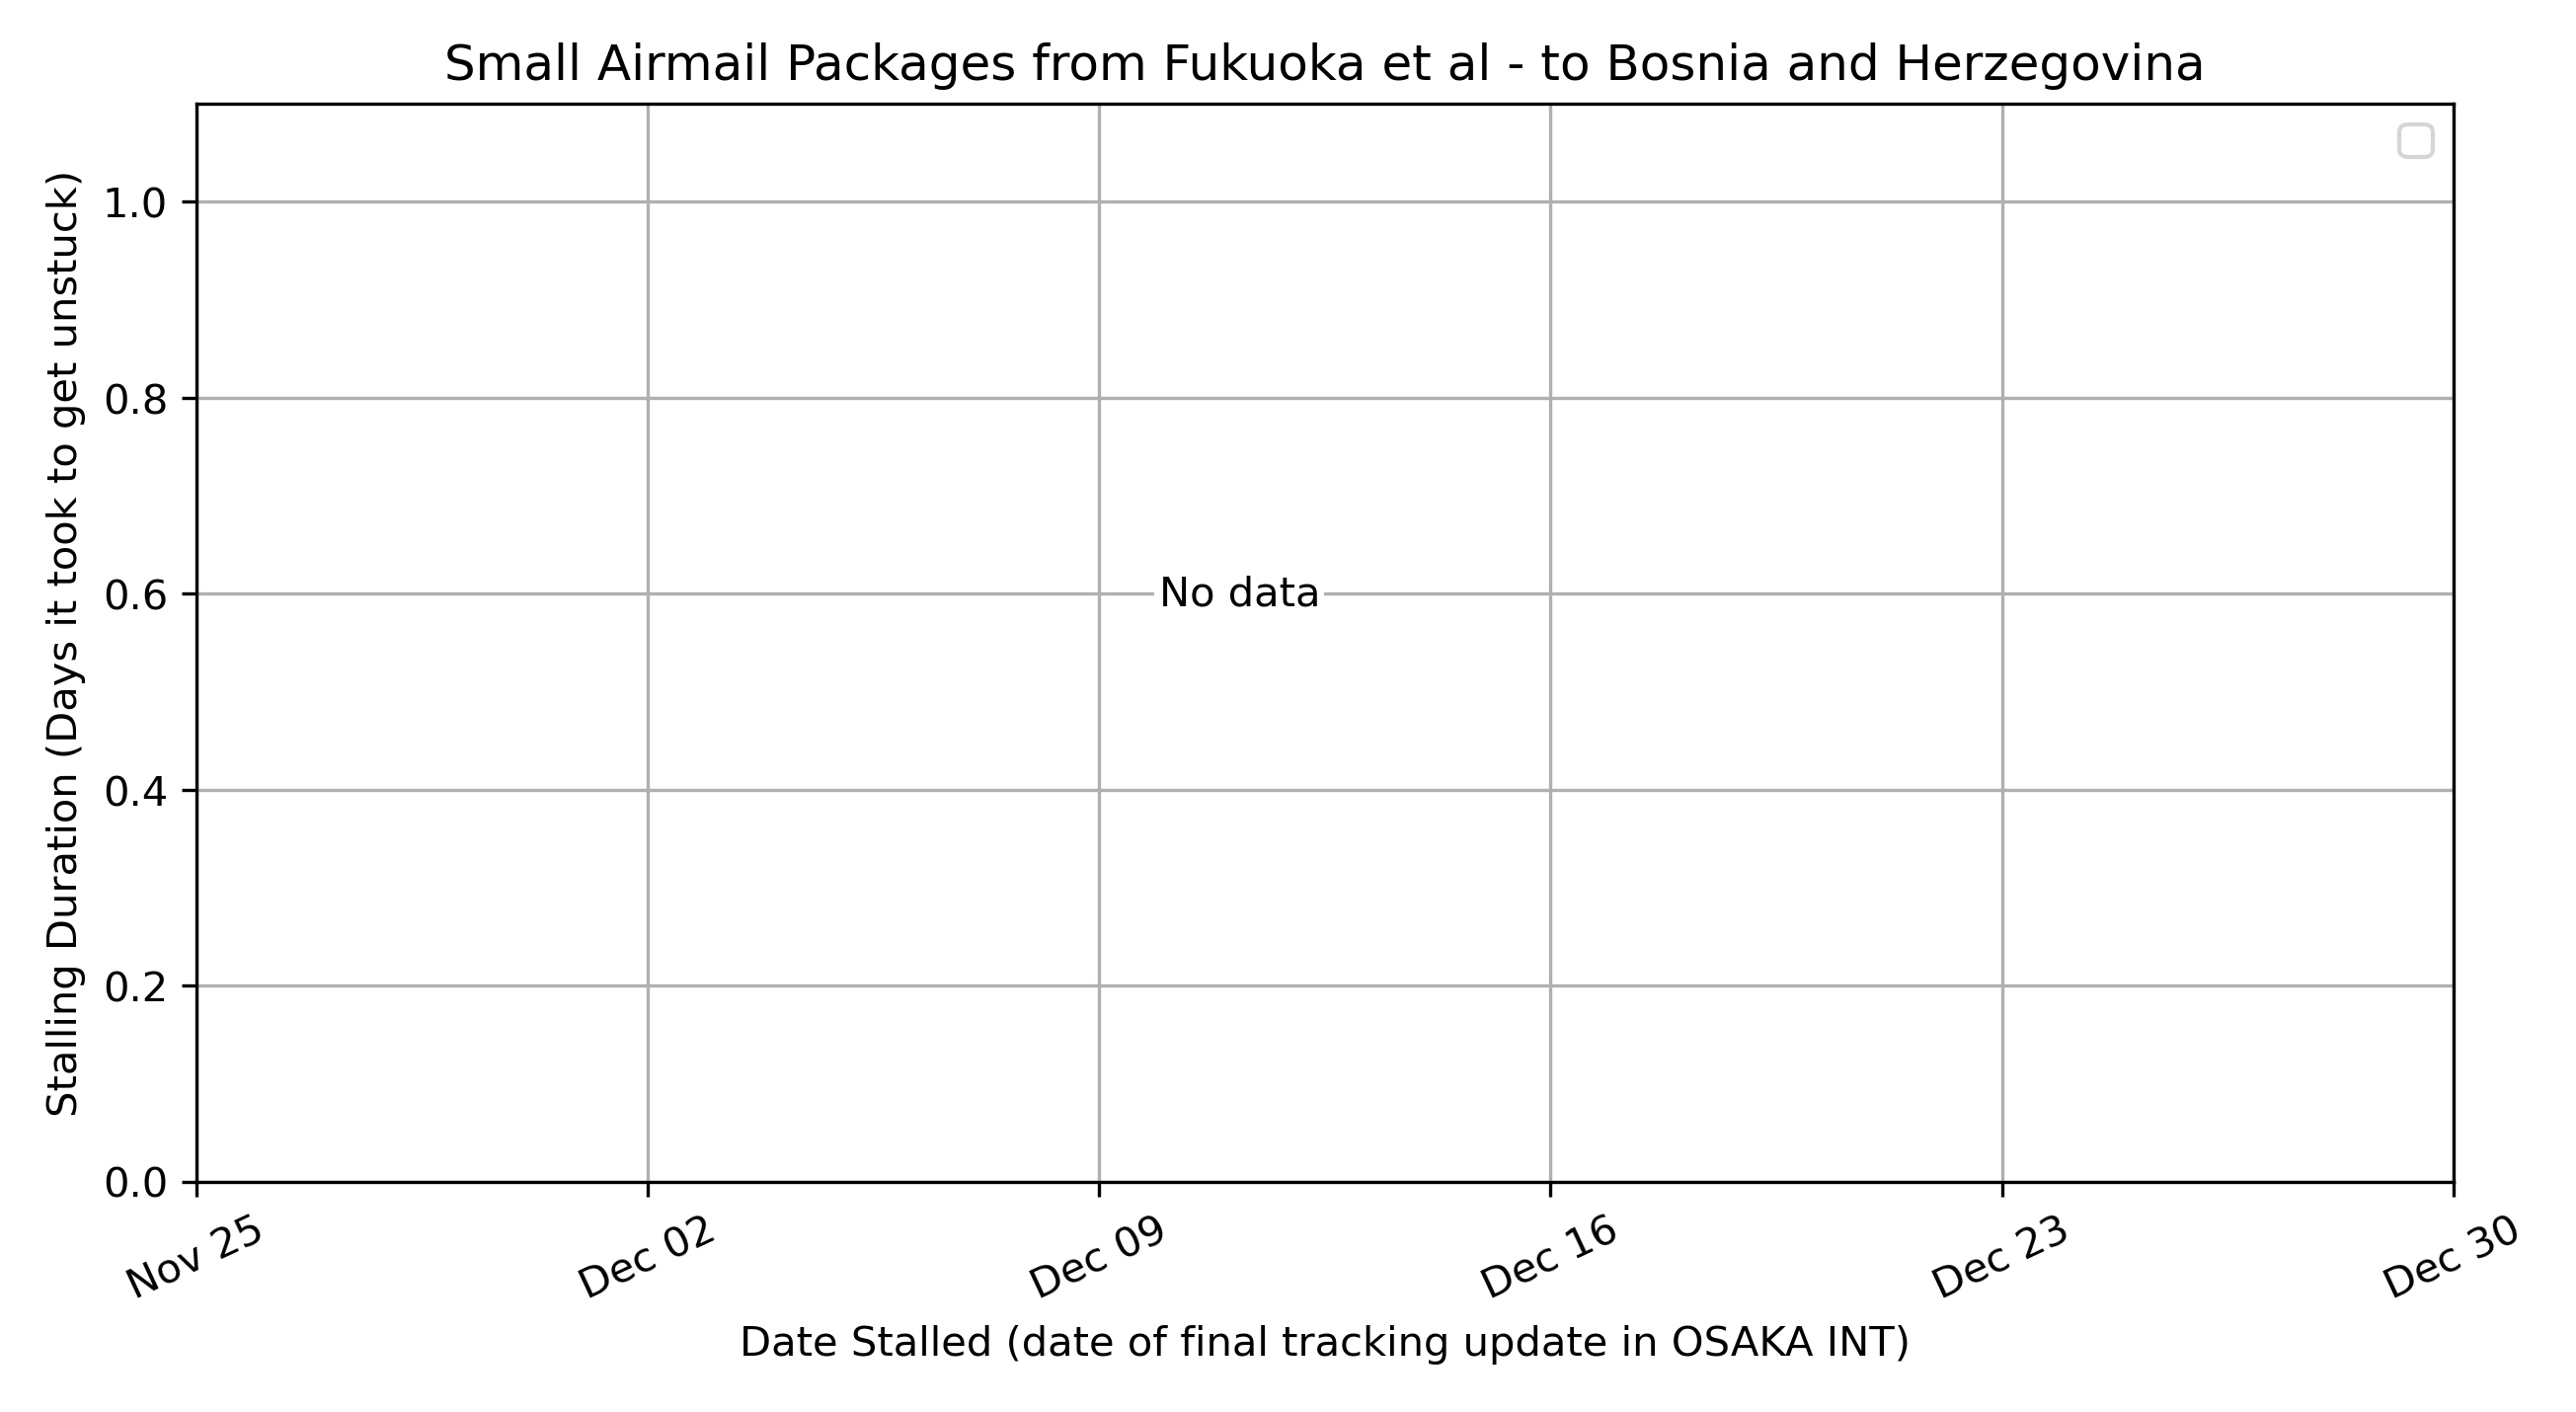 Small Airmail Packages from Fukuoka et al - to Bosnia and Herzegovina
Stalling Duration (Days it took to get unstuck)
1.0
0.8
0.6
0.4
0.2
0.0
No data
Nov 25
Dec 02
Dec 09
Dec 16
Dec 23
Dec 30
Date Stalled (date of final tracking update in OSAKA INT)